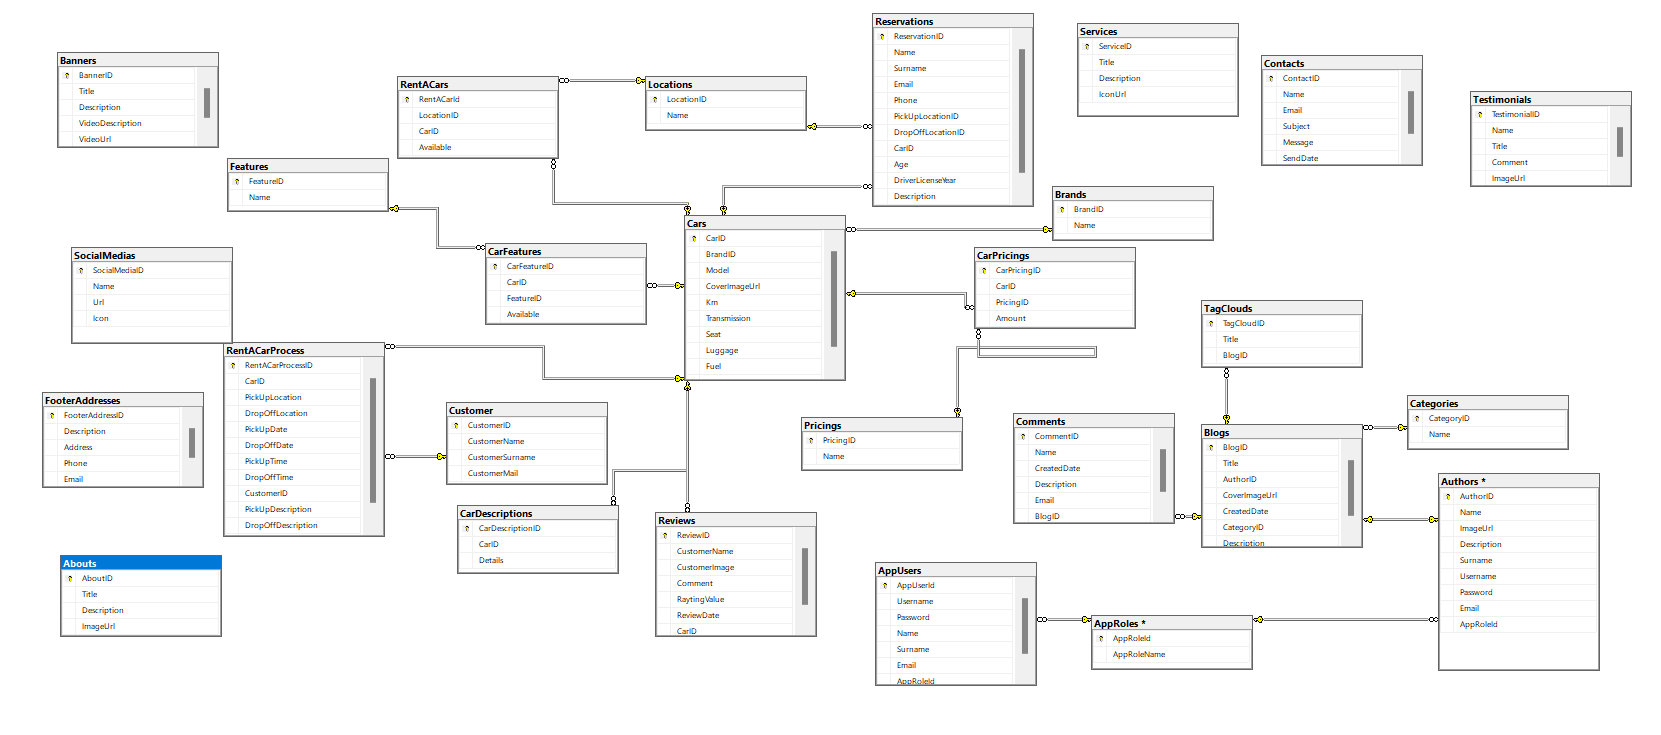 Banners
BannerID
Title
Description
VideoDescription
VideoUrl
RentACars
RentACarId
LocationID
CarID
Available
Locations
LocationID
Name
Reservations
ReservationID
Name
Surname
Email
Phone
PickUpLocationID
DropOffLocationID
CarID
Age
DriverLicenseYear
Description
Services
ServiceID
Title
Description
IconUrl
Contacts
ContactID
Name
Email
Subject
Message
SendDate
Testimonials
TestimonialID
Name
Title
Comment
ImageUrl
Features
FeatureID
Name
Brands
BrandID
Name
Cars
CarID
BrandID
Model
CoverImageUrl
Km
Transmission
Seat
Luggage
Fuel
SocialMedias
SocialMediaID
Name
Url
Icon
CarFeatures
CarFeatureID
CarID
FeatureID
Available
CarPricings
CarPricingID
CarID
PricingID
Amount
TagClouds
TagCloudID
Title
BlogID
RentACarProcess
RentACarProcessID
CarID
PickUpLocation
DropOffLocation
PickUpDate
DropOffDate
PickUpTime
DropOffTime
CustomerID
PickUpDescription
DropOffDescription
FooterAddresses
FooterAddressID
Description
Address
Phone
Email
Customer
CustomerID
CustomerName
CustomerSurname
CustomerMail
Pricings
PricingID
Name
Comments
CommentID
Name
CreatedDate
Description
Email
BlogID
Blogs
BlogID
Title
AuthorID
CoverImageUrl
CreatedDate
CategoryID
Description
Categories
CategoryID
Name
Authors *
AuthorID
Name
ImageUrl
Description
Surname
Username
Password
Email
AppRoleId
CarDescriptions
CarDescriptionID
CarID
Details
Reviews
ReviewID
CustomerName
CustomerImage
Comment
RaytingValue
ReviewDate
CarID
Abouts
AboutID
Title
Description
ImageUrl
AppUsers
AppUserId
Username
Password
Name
Surname
Email
AppRoleId
AppRoles *
AppRoleId
AppRoleName